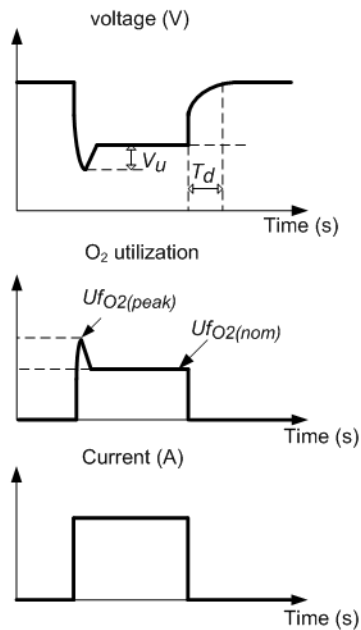 voltage (V)
Vu
Td
Time (s)
O₂ utilization
UfO2(peak)
UfO2(nom)
Time (s)
Current (A)
Time (s)